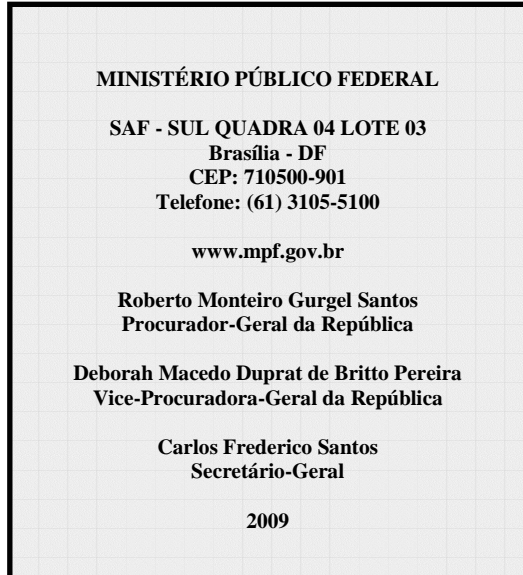 MINISTÉRIO PÚBLICO FEDERAL
SAF - SUL QUADRA 04 LOTE 03
Brasília - DF
CEP: 710500-901
Telefone: (61) 3105-5100
www.mpf.gov.br
Roberto Monteiro Gurgel Santos
Procurador-Geral da República
Deborah Macedo Duprat de Britto Pereira
Vice-Procuradora-Geral da República
Carlos Frederico Santos
Secretário-Geral
2009